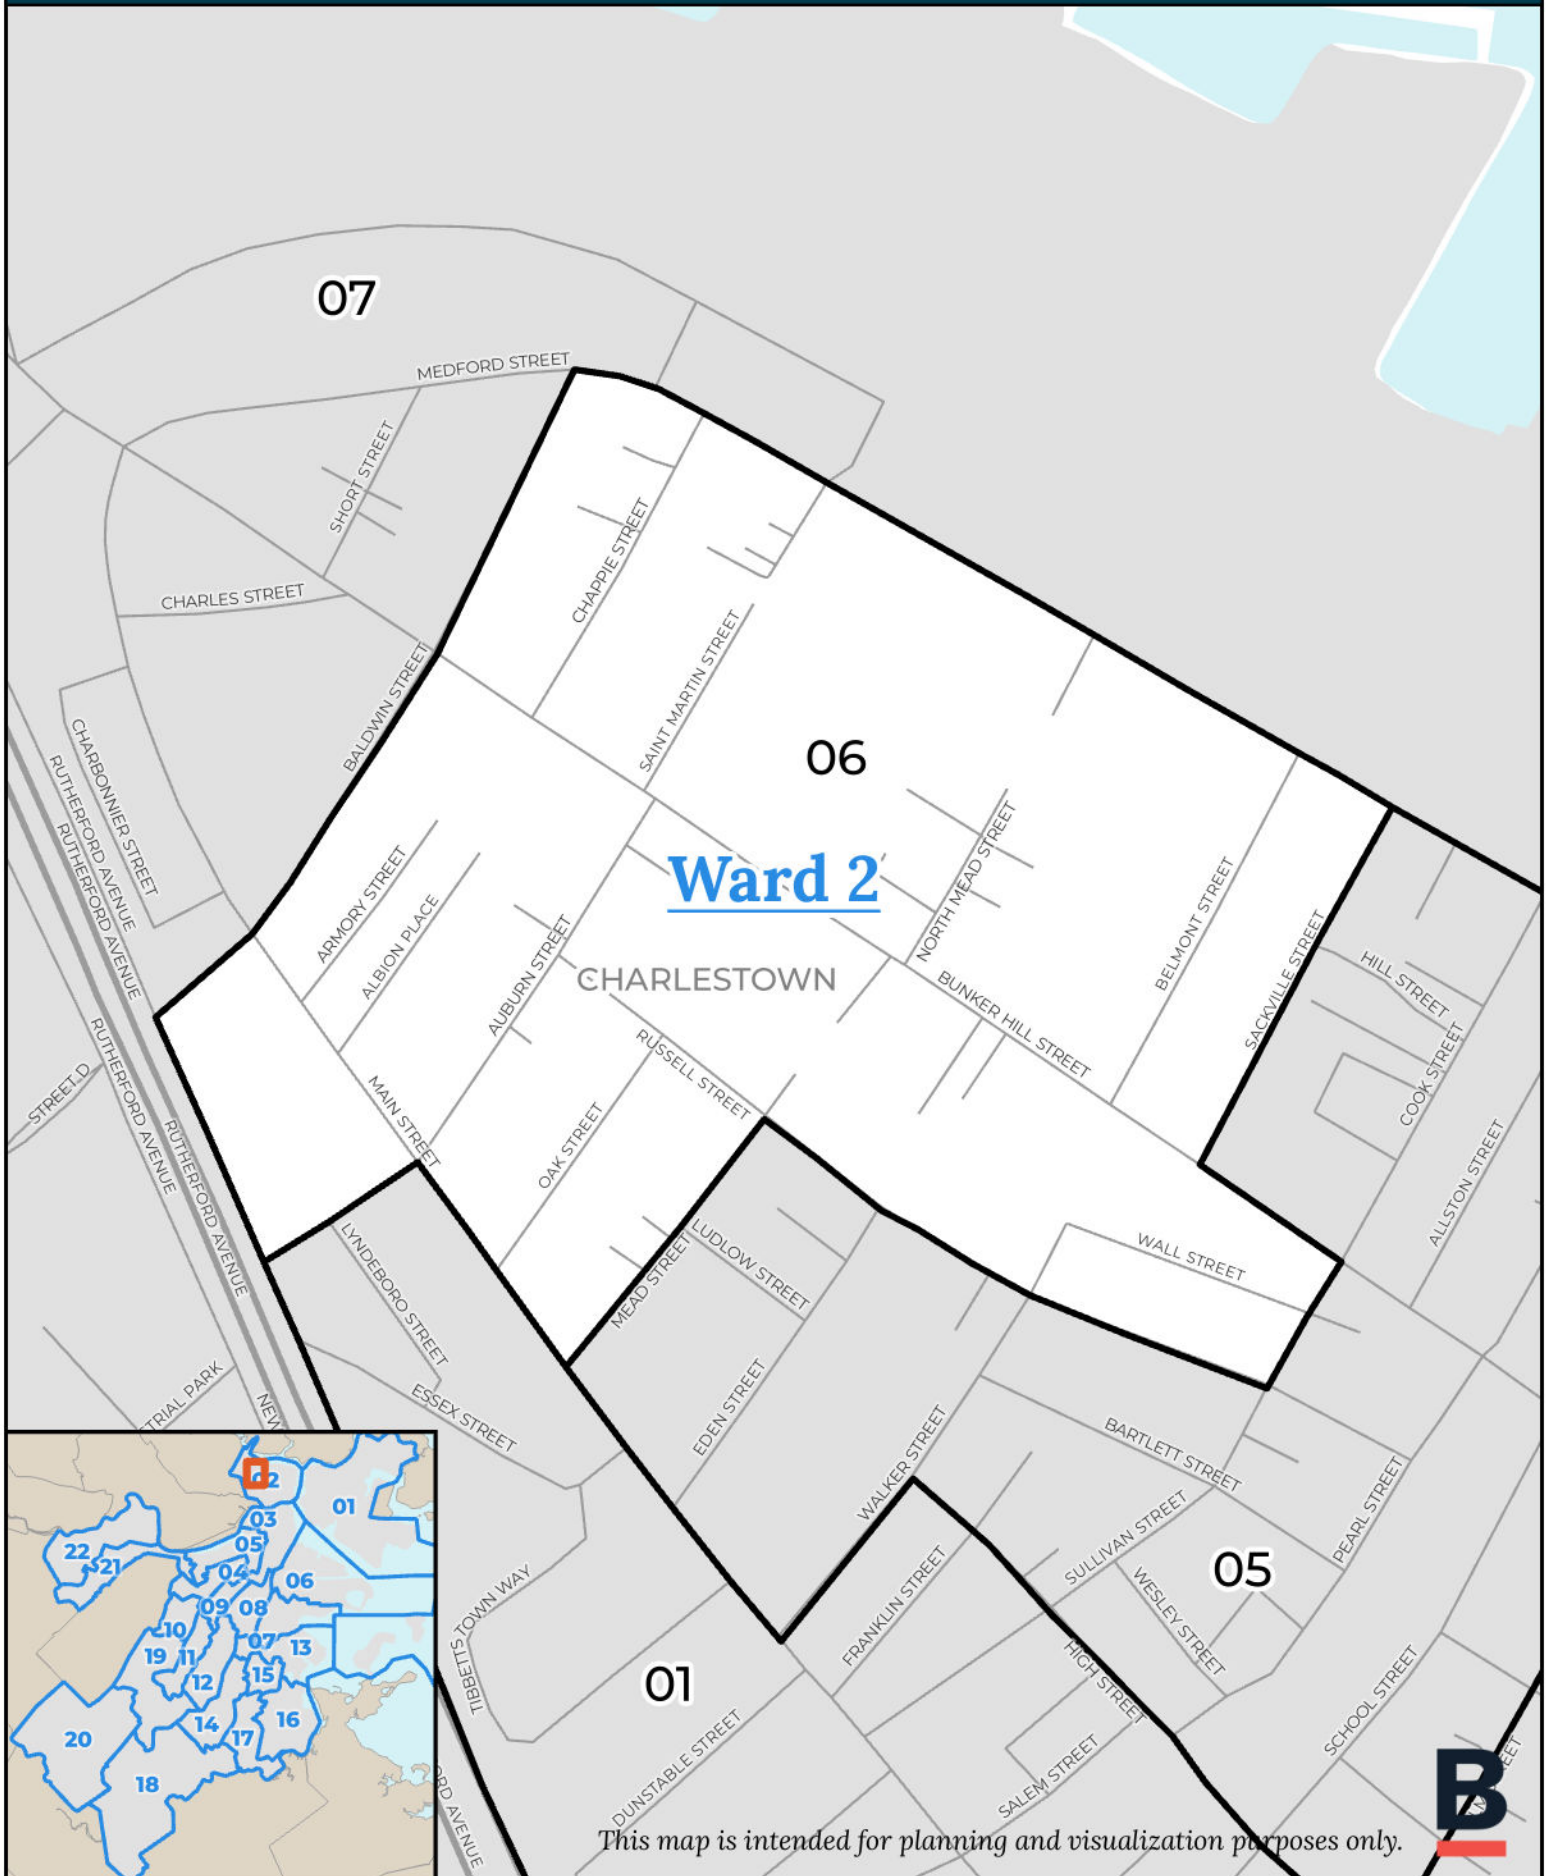 07
MEDFORD STREET
SHORT STREET
CHAPPIE STREET
CHARLES STREET
SAINT MARTIN STREET
BALDWIN STREET
CHARBONNIER STREET
RUTHERFORD AVENUE
RUTHERFORD AVENUE
06
ARMORY STREET
ALBION PLACE
AUBURN STREET
Ward 2
CHARLESTOWN
NORTH MEAD STREET
BELMONT STREET
SACKVILLE STREET
HILL STREET
COOK STREET
BUNKER HILL STREET
RUSSELL STREET
MAIN STREET
OAK STREET
STREET D
RUTHERFORD AVENUE
RUTHERFORD AVENUE
ALLSTON STREET
WALL STREET
LYNDEBORO STREET
MEAD STREET
LUDLOW STREET
ESSEX STREET
EDEN STREET
WALKER STREET
BARTLETT STREET
SULLIVAN STREET
PEARL STREET
TRIAL PARK
NEW
05
WESLEY STREET
FRANKLIN STREET
TIBBETTS TOWN WAY
01
HIGH STREET
SCHOOL STREET
DUNSTABLE STREET
SALEM STREET
REET
ORD AVENUE
02
01
03
05
22
21
04
06
09
08
10
07
13
19
11
12
15
14
16
17
20
18
This map is intended for planning and visualization purposes only.
B